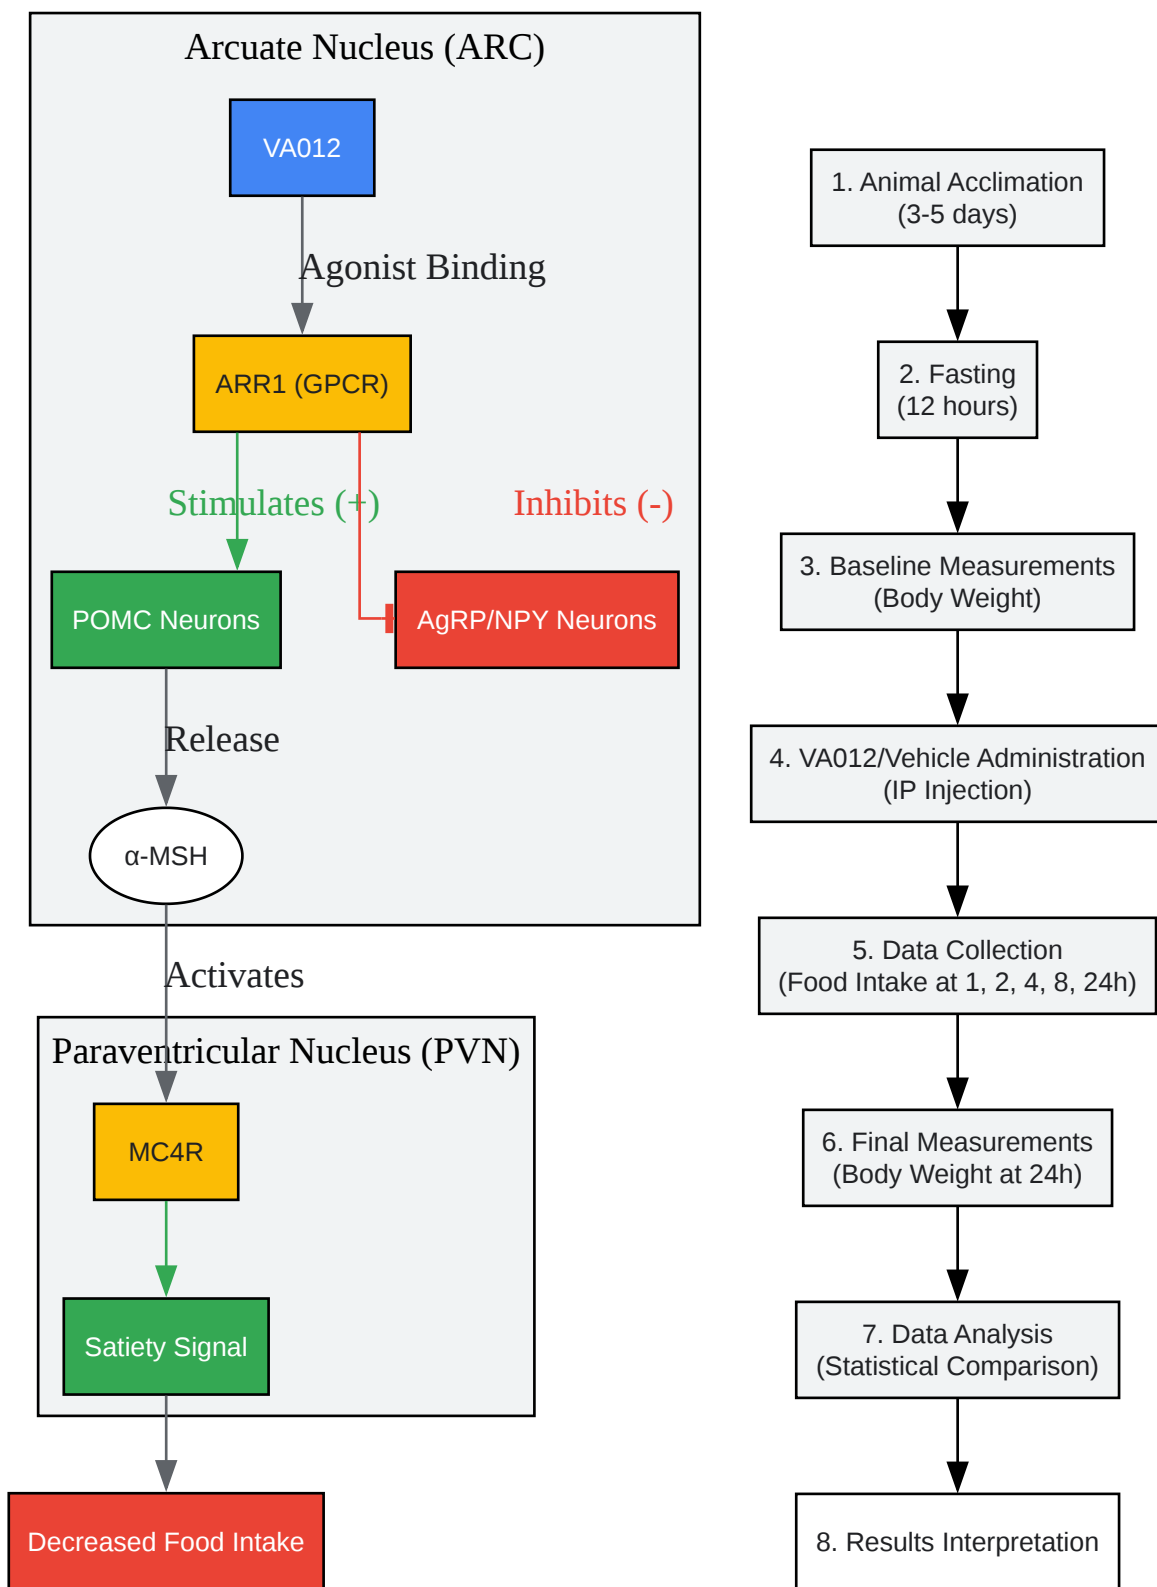 Arcuate Nucleus (ARC)
VA012
Agonist Binding
ARR1 (GPCR)
Stimulates (+)
Inhibits (-)
POMC Neurons
AgRP/NPY Neurons
Release
α-MSH
Activates
Paraventricular Nucleus (PVN)
MC4R
Satiety Signal
Decreased Food Intake
1. Animal Acclimation
(3-5 days)
2. Fasting
(12 hours)
3. Baseline Measurements
(Body Weight)
4. VA012/Vehicle Administration
(IP Injection)
5. Data Collection
(Food Intake at 1, 2, 4, 8, 24h)
6. Final Measurements
(Body Weight at 24h)
7. Data Analysis
(Statistical Comparison)
8. Results Interpretation